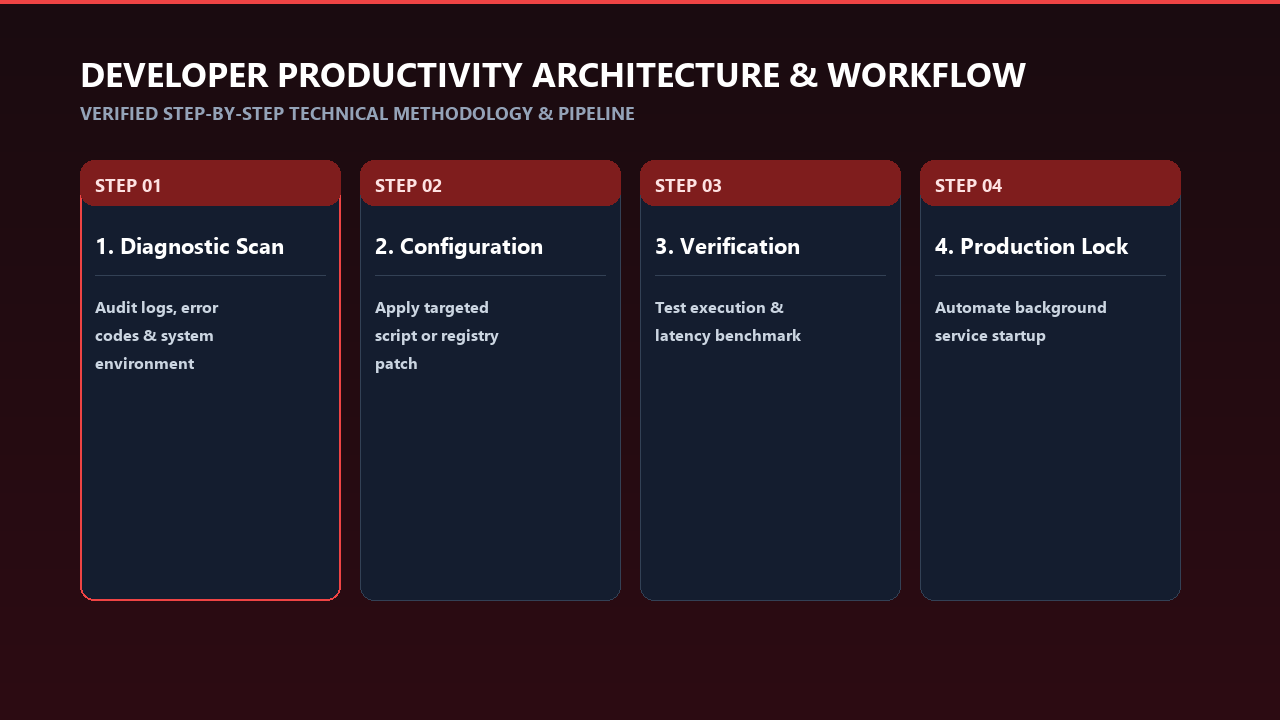 DEVELOPER PRODUCTIVITY ARCHITECTURE & WORKFLOW
VERIFIED STEP-BY-STEP TECHNICAL METHODOLOGY & PIPELINE
STEP 01
1. Diagnostic Scan
Audit logs, error
codes & system
environment
STEP 02
2. Configuration
Apply targeted
script or registry
patch
STEP 03
3. Verification
Test execution &
latency benchmark
STEP 04
4. Production Lock
Automate background
service startup